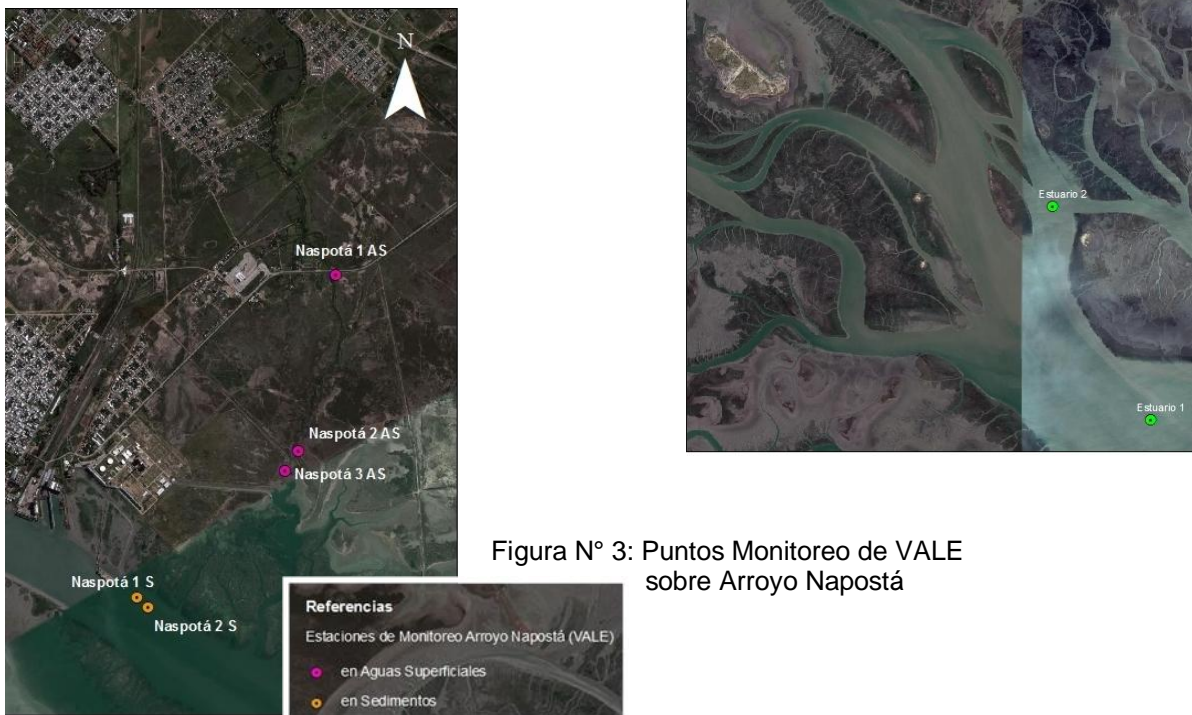 N
Naspotá 1 AS
Naspotá 2 AS
Naspotá 3 AS
Naspotá 1 S
Naspotá 2 S
Referencias
Estaciones de Monitoreo Arroyo Napostá (VALE)
en Aguas Superficiales
en Sedimentos
Estuario 2
Estuario 1
Figura N° 3: Puntos Monitoreo de VALE
sobre Arroyo Napostá